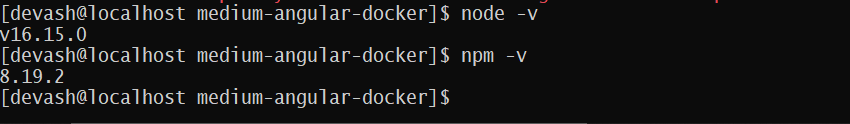 [devash@localhost medium-angular-docker]$ node -v
v16.15.0
[devash@localhost medium-angular-docker]$ npm -v
8.19.2
[devash@localhost medium-angular-docker]$